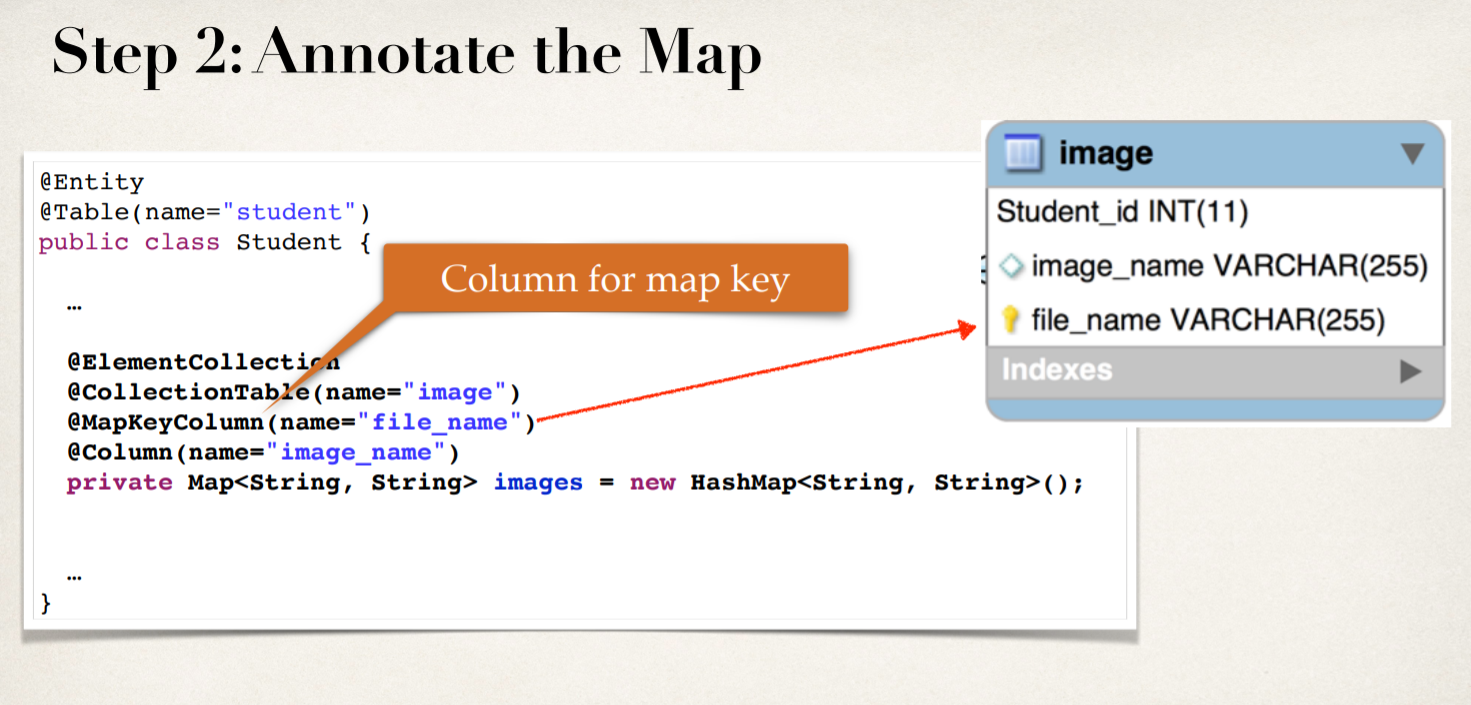 Step 2: Annotate the Map
@Entity
@Table(name="student")
public class Student {
Column for map key
…
@ElementCollection
@CollectionTable(name="image")
@MapKeyColumn(name="file_name")
@Column(name="image_name")
private Map<String, String> images = new HashMap<String, String>();
…
}
image
Student_id INT(11)
image_name VARCHAR(255)
file_name VARCHAR(255)
Indexes